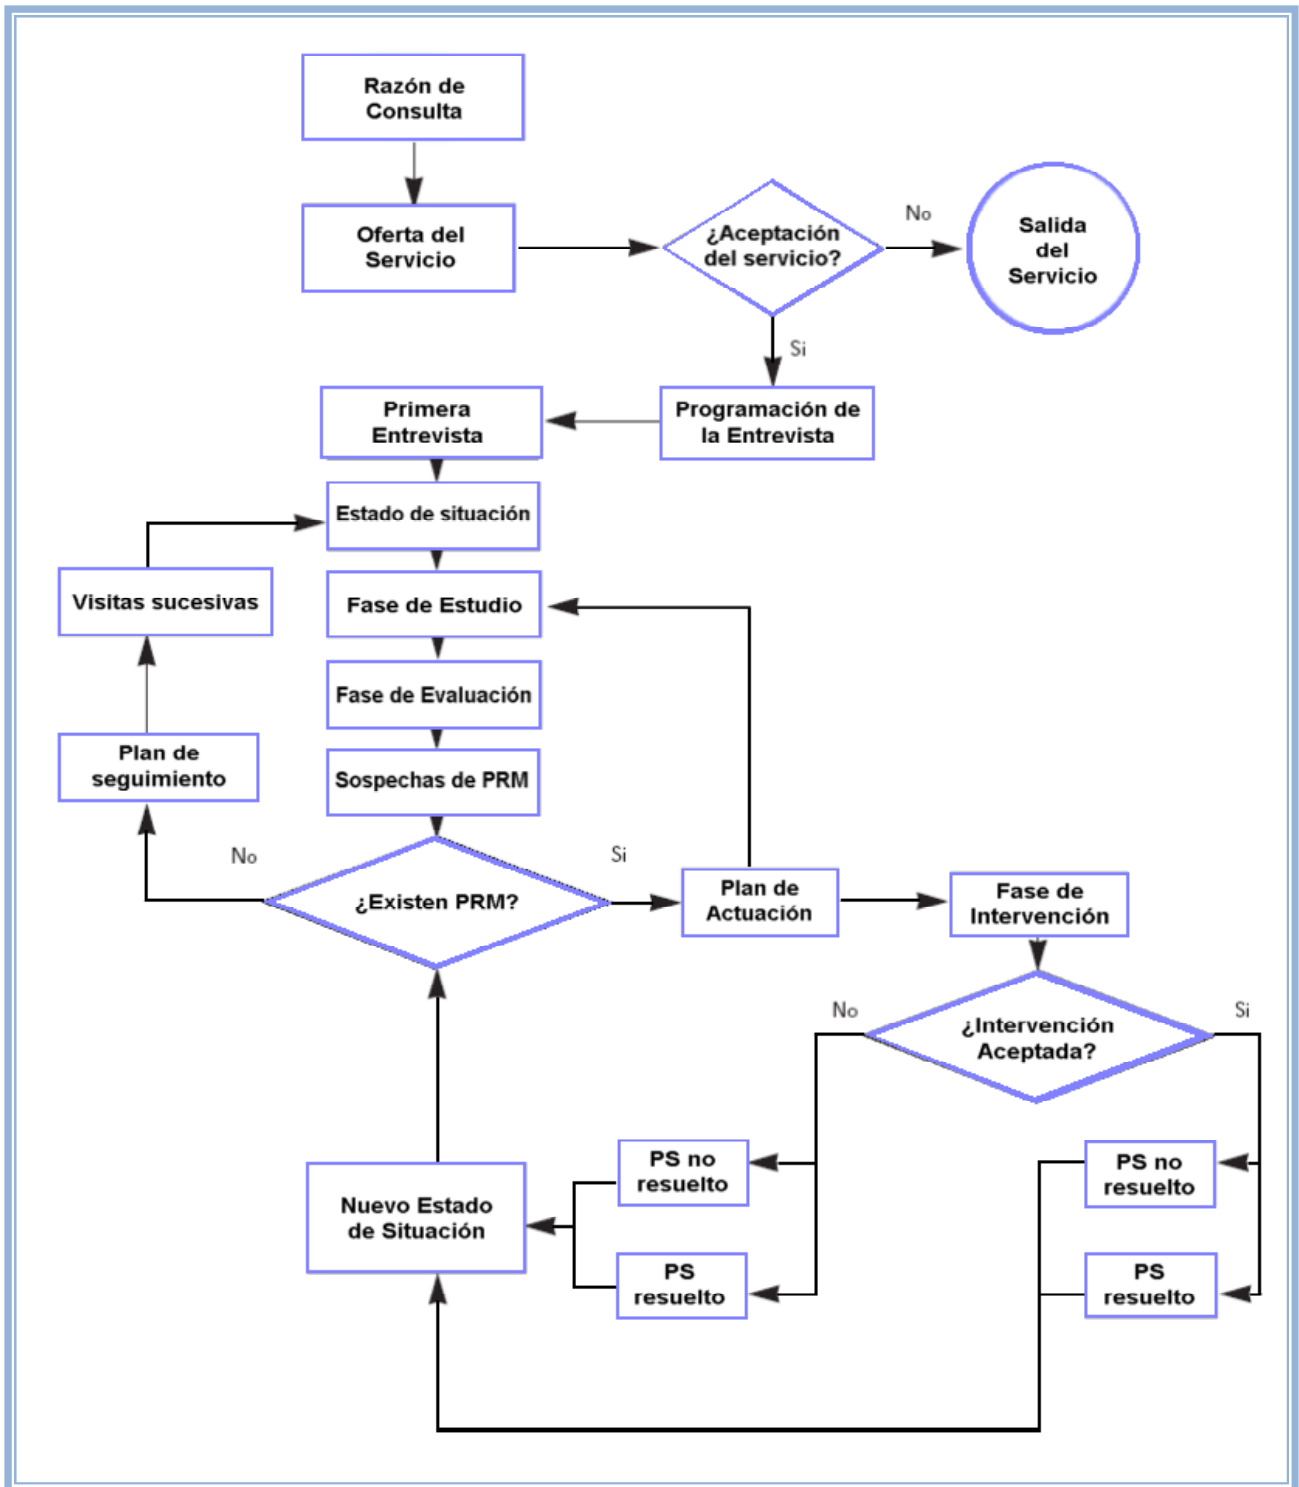 Razón de
Consulta
Oferta del
Servicio
¿Aceptación
del servicio?
No
Salida
del
Servicio
Si
Programación de
la Entrevista
Primera
Entrevista
Estado de situación
Visitas sucesivas
Fase de Estudio
Fase de Evaluación
Plan de
seguimiento
Sospechas de PRM
No
¿Existen PRM?
Si
Plan de
Actuación
Fase de
Intervención
No
¿Intervención
Aceptada?
Si
PS no
resuelto
PS no
resuelto
Nuevo Estado
de Situación
PS
resuelto
PS
resuelto